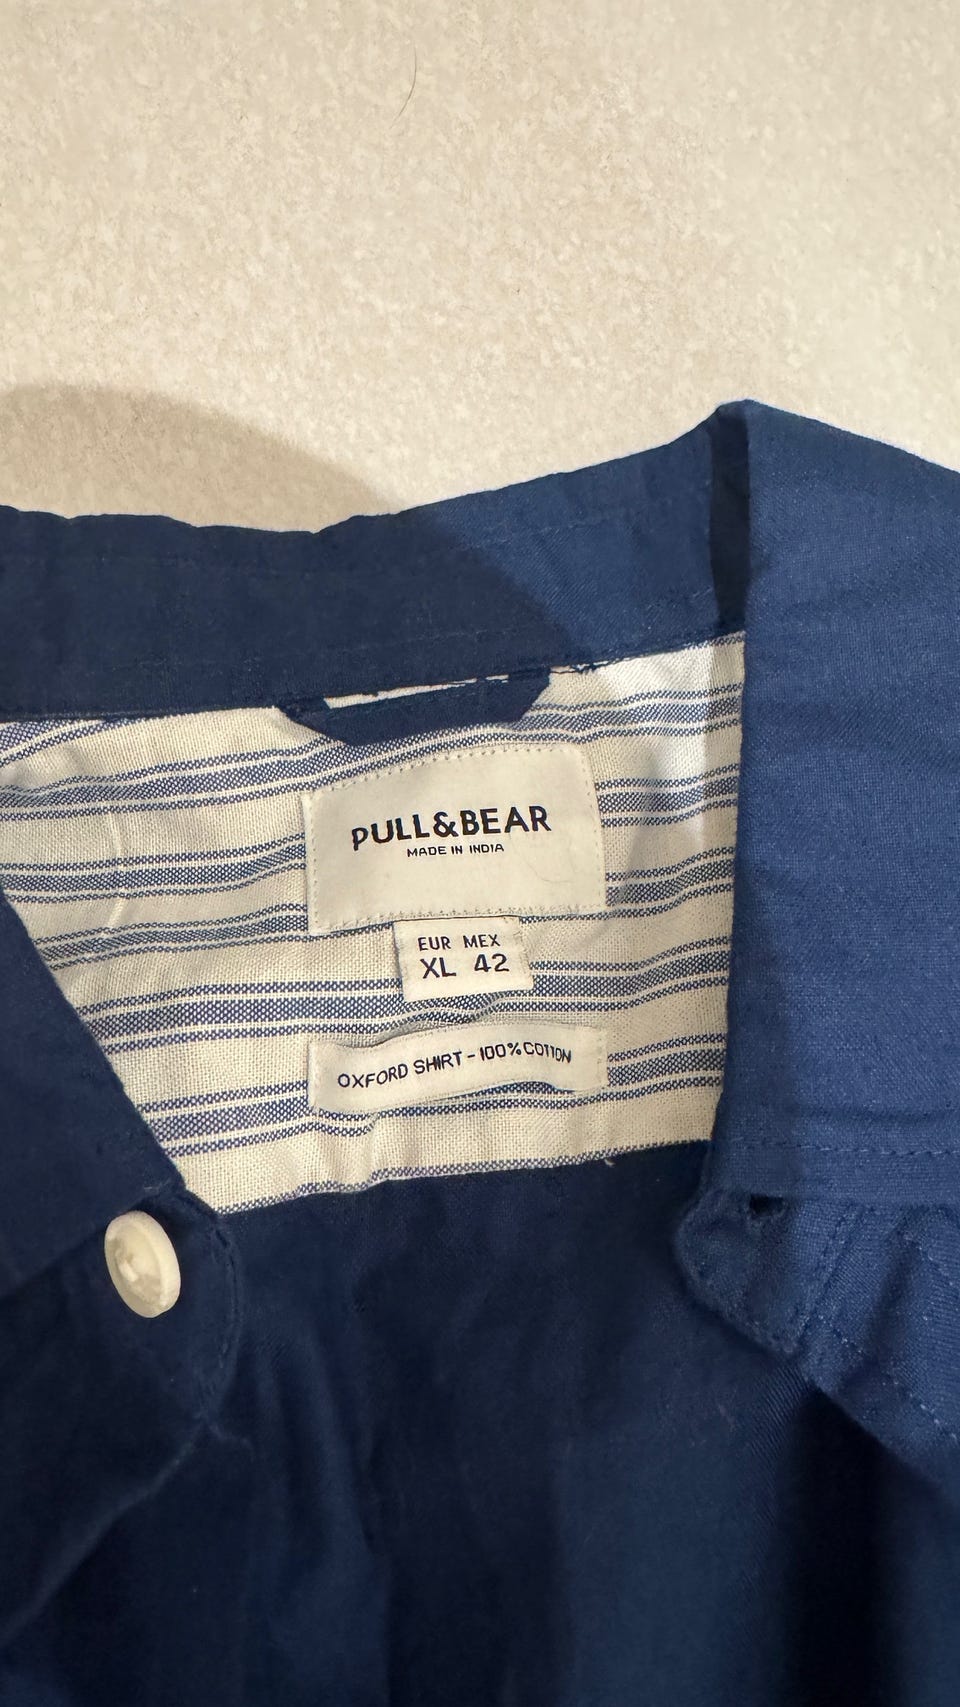 PULL&BEAR
MADE IN INDIA
EUR MEX
XL 42
OXFORD SHIRT - 100% COTTON